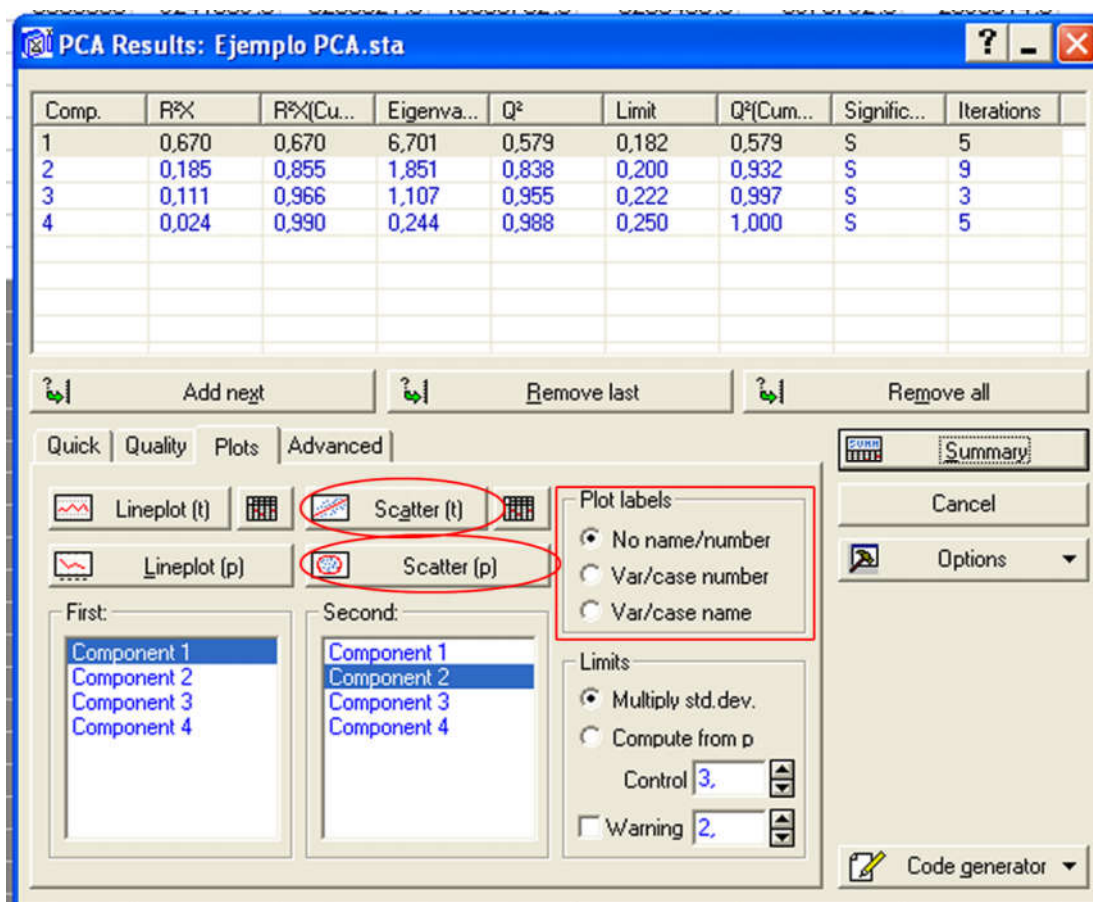 PCA Results: Ejemplo PCA.sta
Comp. R²X R²X(Cu... Eigenva... Q² Limit Q²(Cum... Signific... Iterations
1 0,670 0,670 6,701 0,579 0,182 0,579 S 5
2 0,185 0,855 1,851 0,838 0,200 0,932 S 9
3 0,111 0,966 1,107 0,955 0,222 0,997 S 3
4 0,024 0,990 0,244 0,988 0,250 1,000 S 5
Add next Remove last Remove all
Quick Quality Plots Advanced Summary
Lineplot (t) Scatter (t) Plot labels Cancel
No name/number
Lineplot (p) Scatter (p) Var/case number Options
First: Second: Var/case name
Component 1 Component 1 Limits
Component 2 Component 2 Multiply std.dev.
Component 3 Component 3 Compute from p
Component 4 Component 4
Control 3,
Warning 2,
Code generator